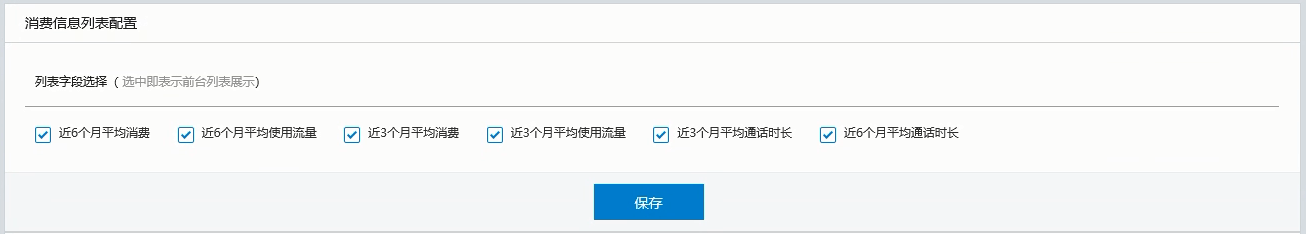 消费信息列表配置
列表字段选择（选中即表示前台列表展示)
近6个月平均消费 近6个月平均使用流量 近3个月平均消费 近3个月平均使用流量 近3个月平均通话时长 近6个月平均通话时长
保存